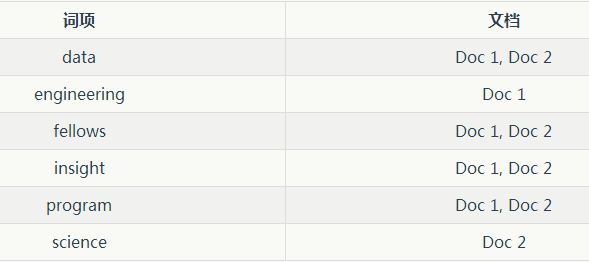 词项 文档
data Doc 1, Doc 2
engineering Doc 1
fellows Doc 1, Doc 2
insight Doc 1, Doc 2
program Doc 1, Doc 2
science Doc 2